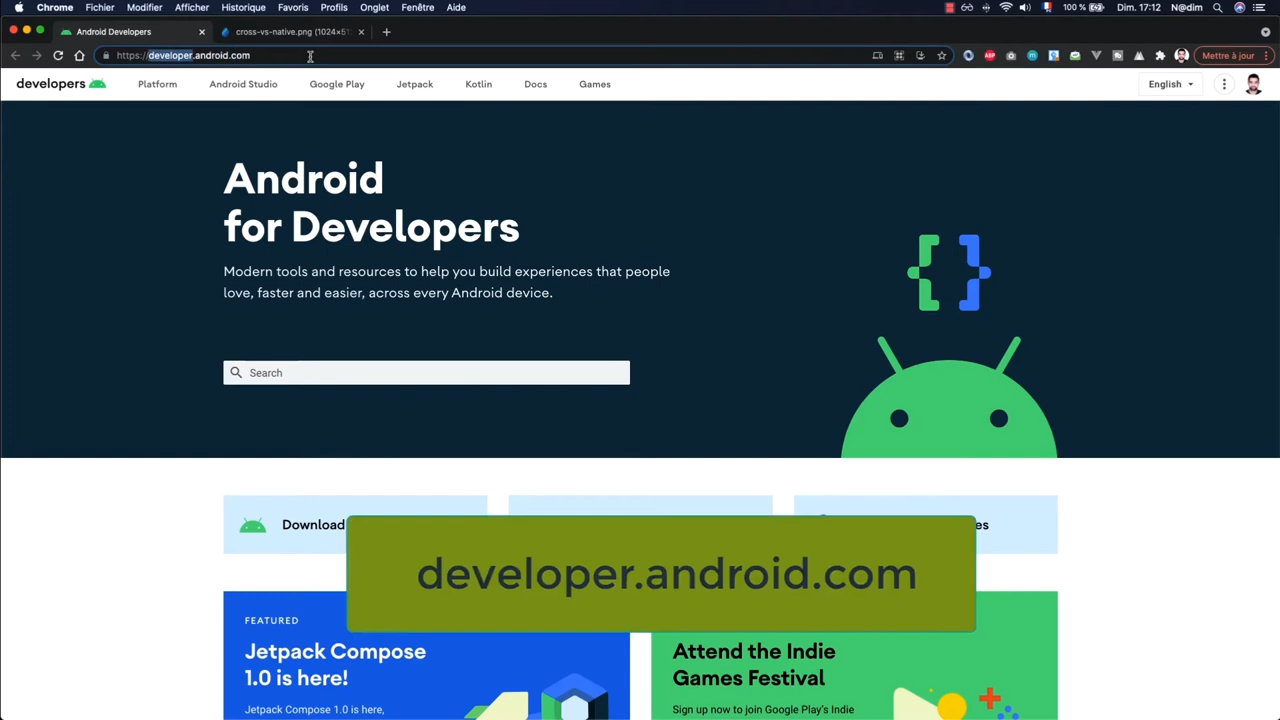 Chrome Fichier Modifier Afficher Historique Favoris Profils Onglet Fenêtre Aide 100 % Dim. 17:12 N@dim
Android Developers cross-vs-native.png (1024×51
https://developer.android.com Mettre à jour
developers Platform Android Studio Google Play Jetpack Kotlin Docs Games English
Android
for Developers
Modern tools and resources to help you build experiences that people
love, faster and easier, across every Android device.
Search
Download
developer.android.com
FEATURED
Jetpack Compose
1.0 is here!
Jetpack Compose 1.0 is here,
Attend the Indie
Games Festival
Sign up now to join Google Play's Indie